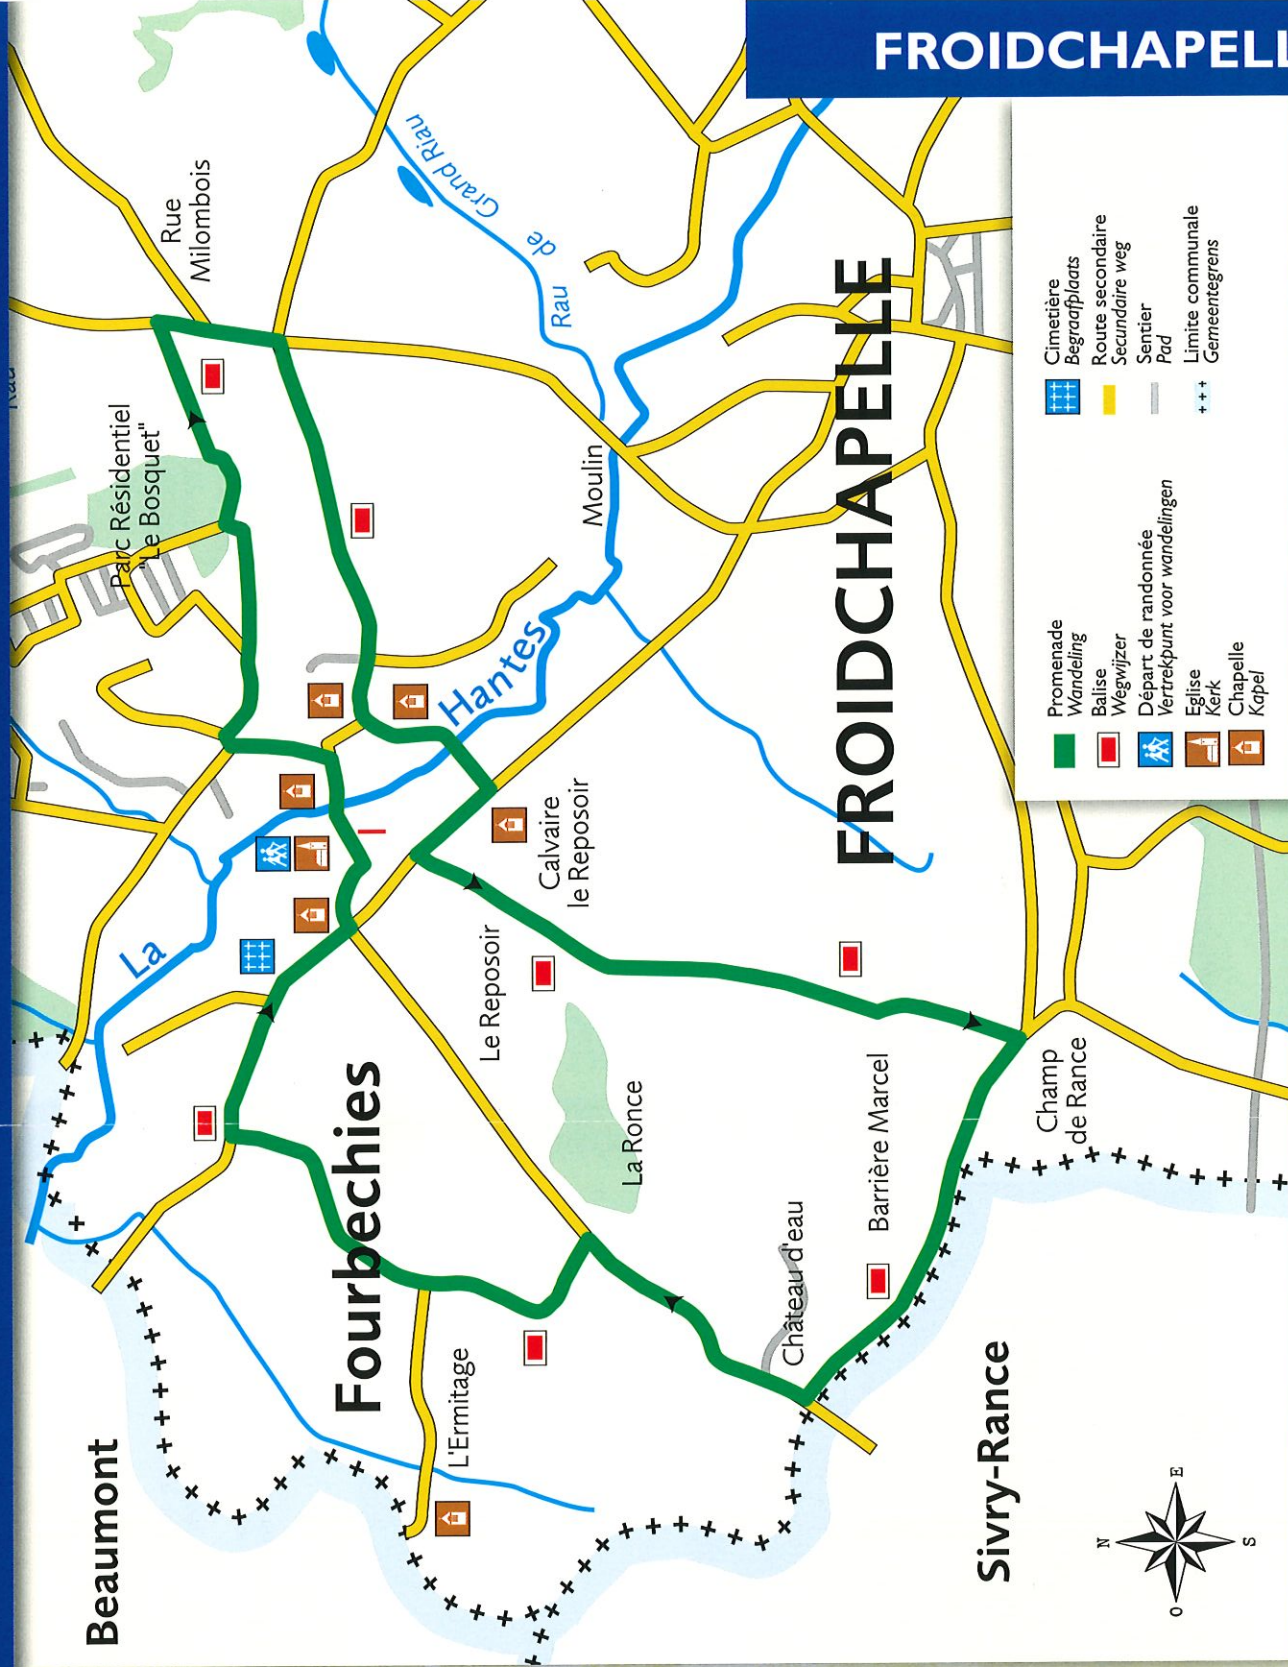 FROIDCHAPELL
Rue
Milombois
Parc Résidentiel
"Le Bosquet"
Rau de Grand Riau
Moulin
La Hantes
Calvaire
le Reposoir
Le Reposoir
La Ronce
Fourbechies
FROIDCHAPELLE
Champ
de Rance
Barrière Marcel
Château d'eau
L'Ermitage
Beaumont
Sivry-Rance
N
E
S
O
Promenade
Wandeling
Balise
Wegwijzer
Départ de randonnée
Vertrekpunt voor wandelingen
Eglise
Kerk
Chapelle
Kapel
Cimetière
Begraafplaats
Route secondaire
Secundaire weg
Sentier
Pad
Limite communale
Gemeentegrens